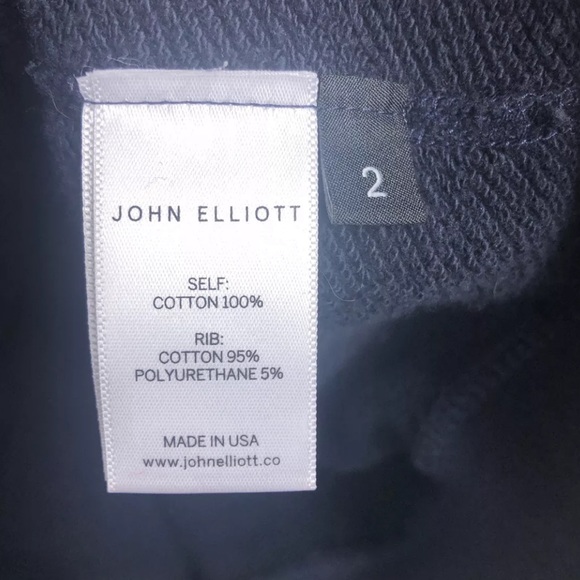 JOHN ELLIOTT
2
SELF:
COTTON 100%
RIB:
COTTON 95%
POLYURETHANE 5%
MADE IN USA
www.johnelliott.co